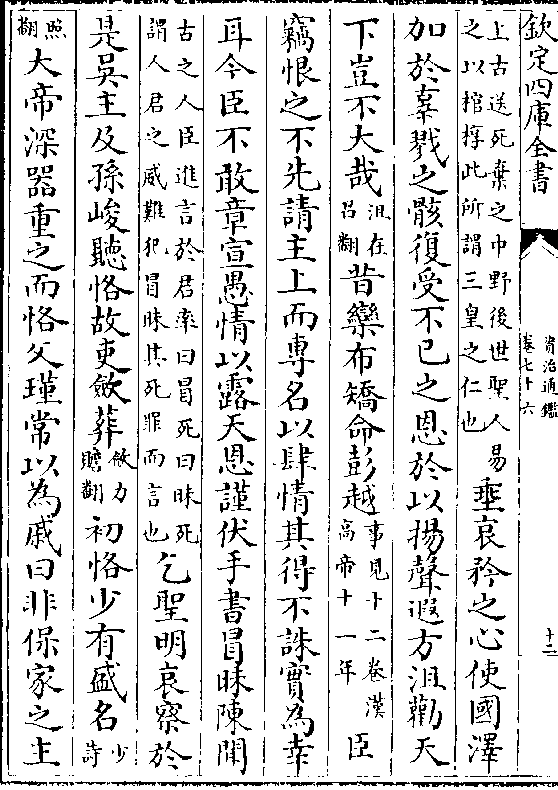 欽定四庫全書
資治通鑑
卷七十六
十二
上古送死棄之中野後世聖人易
之以棺椁此所謂三皇之仁也
垂哀矜之心使國澤
加於辜戮之骸復受不已之恩於以揚聲遐方沮勸天
下豈不大哉沮在呂翻昔欒布矯命彭越事見十二卷漢高帝十一年臣
竊恨之不先請主上而專名以肆情其得不誅實為幸
耳今臣不敢章宣愚情以露天恩謹伏手書冒昧陳聞
古之人臣進言於君率曰冒死曰昧死
謂人君之威難犯冒昧其死罪而言也
乞聖明哀察於
是吳主及孫峻聽恪故吏斂葬斂力贍翻初恪少有盛名少詩
照翻大帝深器重之而恪父瑾常以為戚曰非保家之主